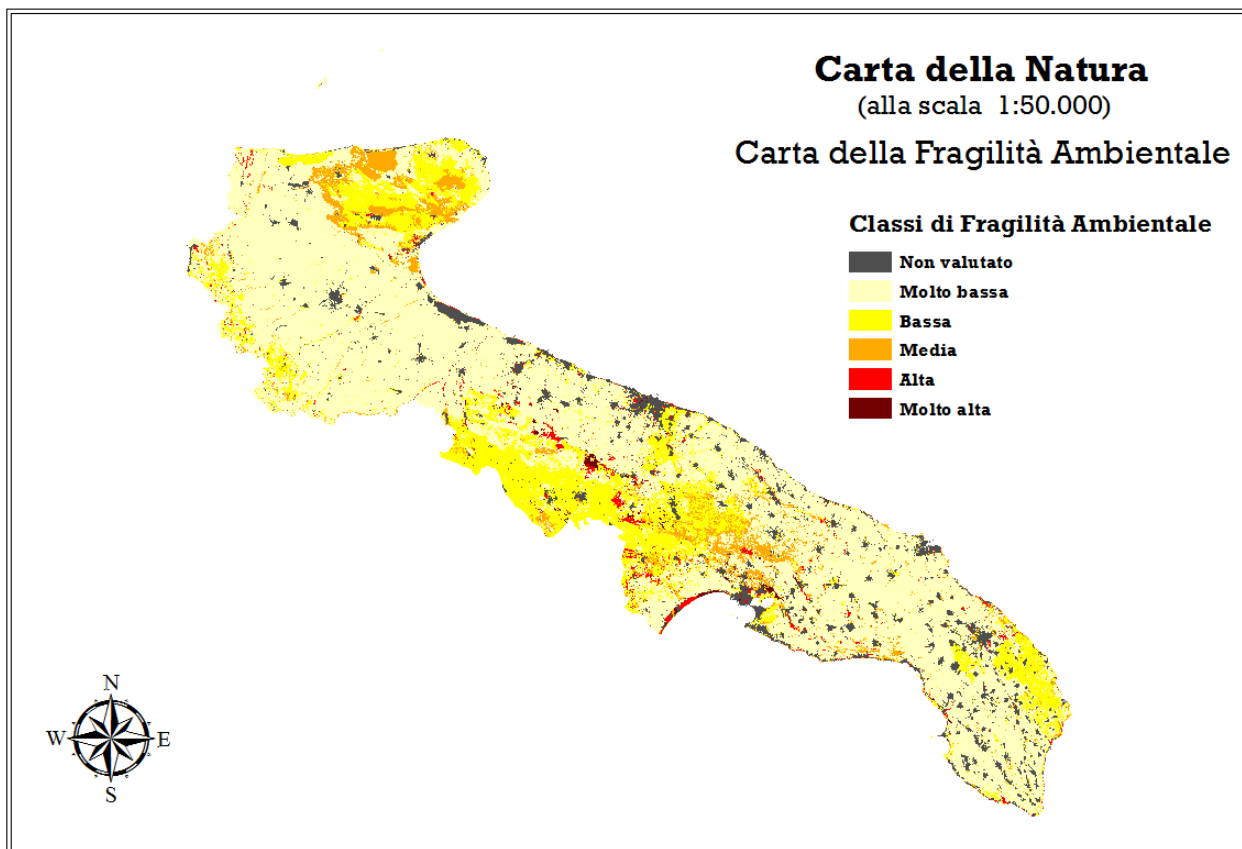 Carta della Natura
(alla scala 1:50.000)
Carta della Fragilità Ambientale
Classi di Fragilità Ambientale
Non valutato
Molto bassa
Bassa
Media
Alta
Molto alta
N
W E
S